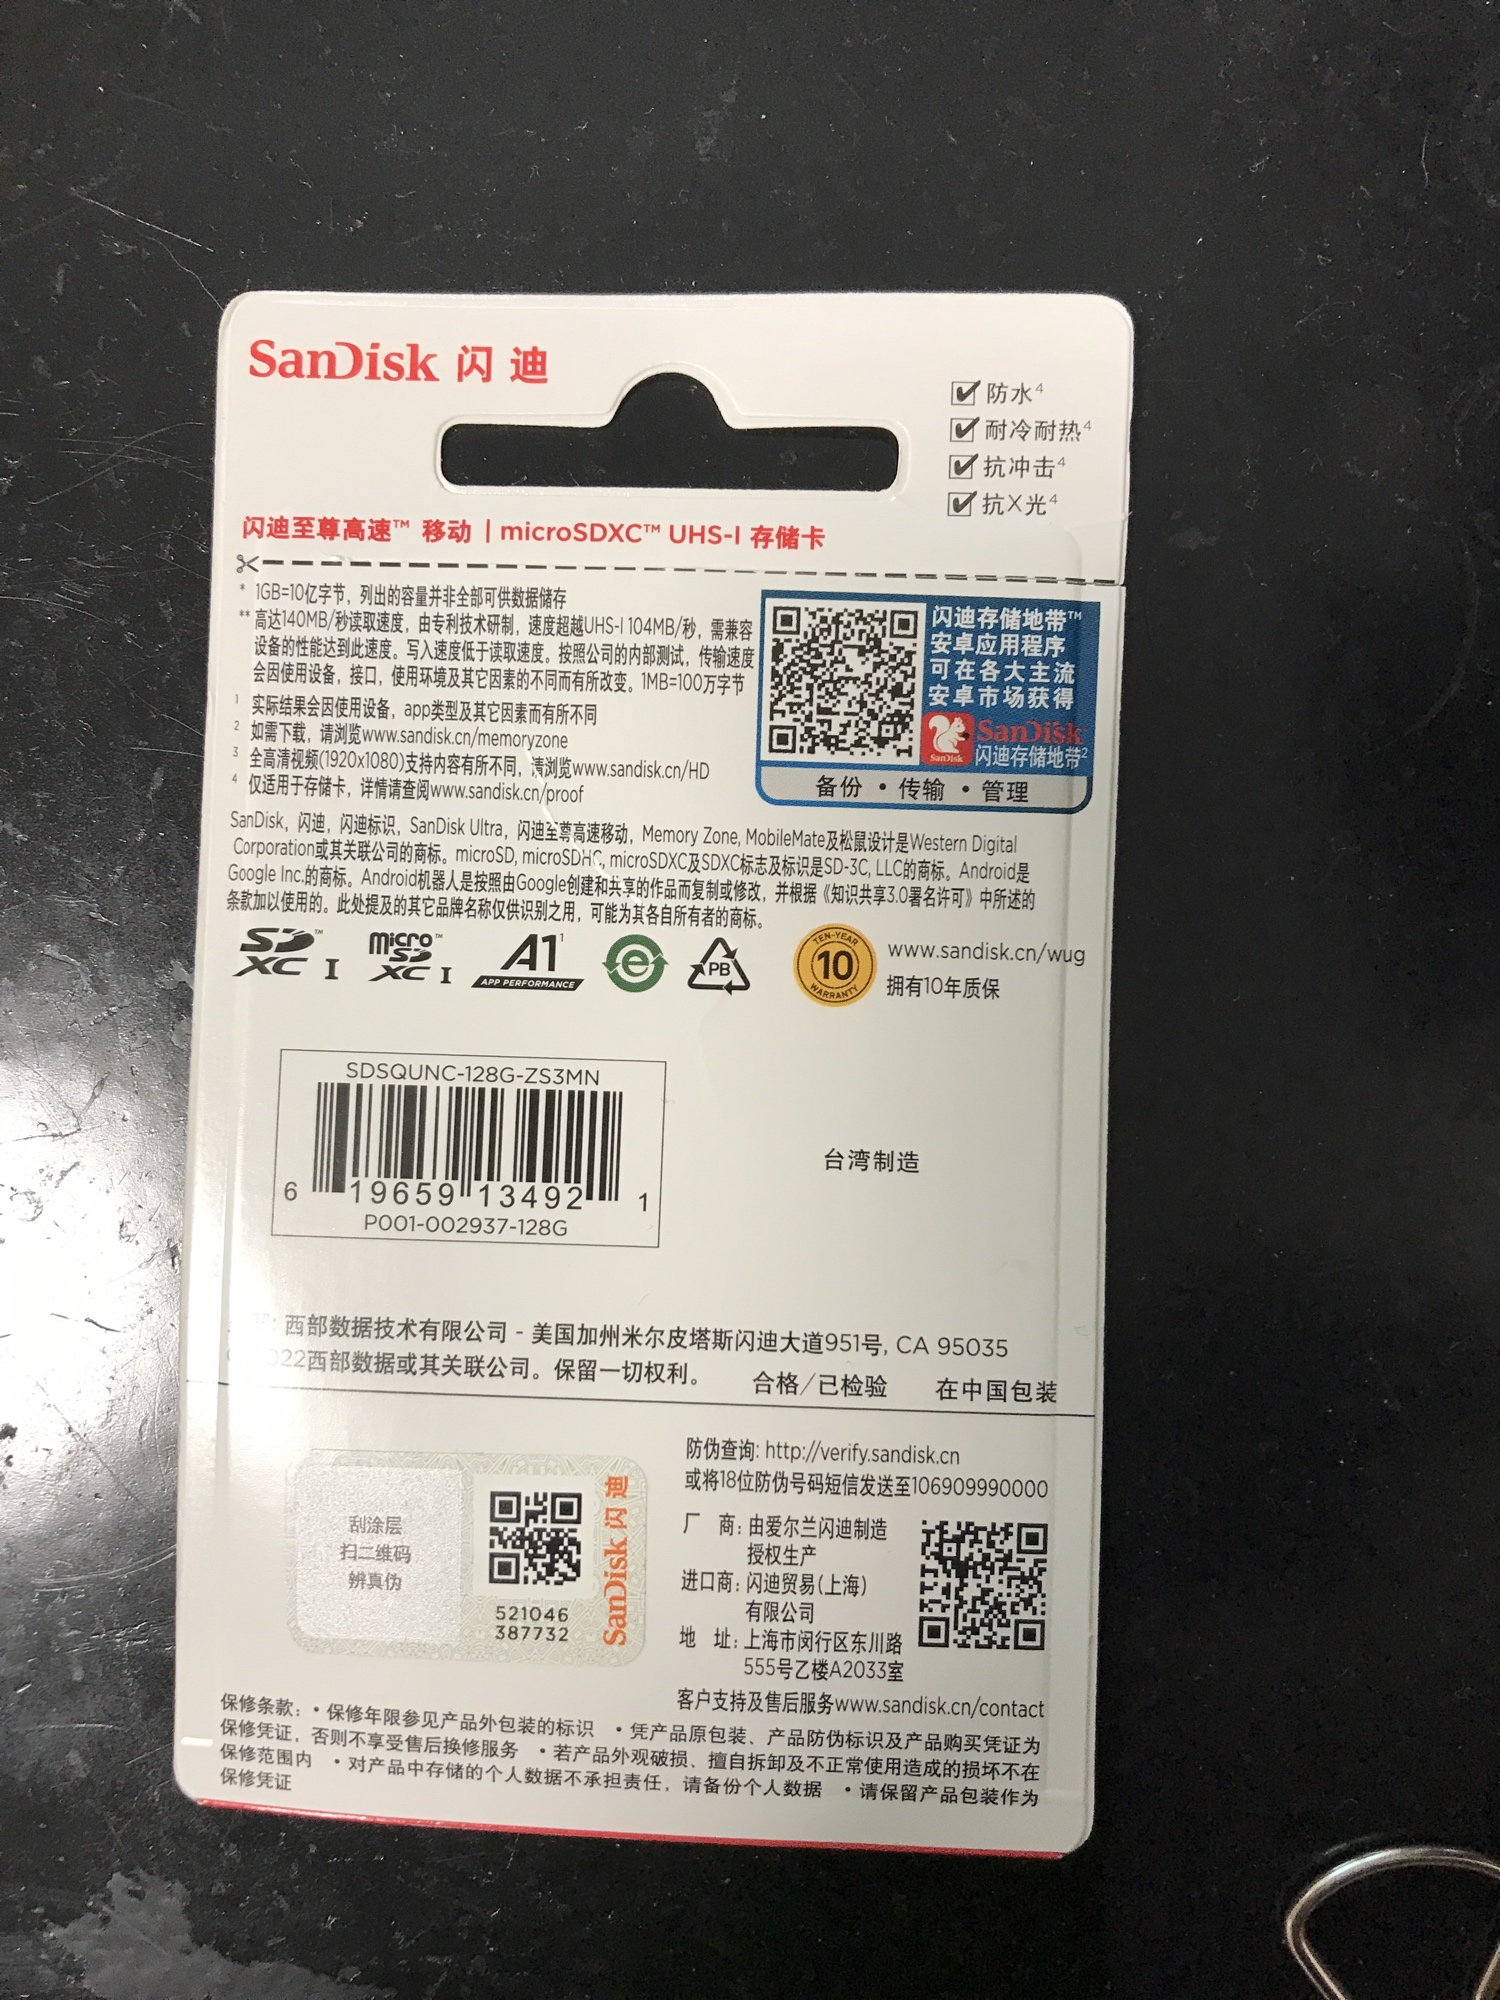 SanDisk 闪迪
防水4
耐冷耐热4
抗冲击4
抗X光4
闪迪至尊高速™ 移动 | microSDXC™ UHS-I 存储卡
* 1GB=10亿字节，列出的容量并非全部可供数据储存
** 高达140MB/秒读取速度，由专利技术研制，速度超越UHS-I 104MB/秒，需兼容
设备的性能达到此速度。写入速度低于读取速度。按照公司的内部测试，传输速度
会因使用设备，接口，使用环境及其它因素的不同而有所改变。1MB=100万字节
1 实际结果会因使用设备，app类型及其它因素而有所不同
2 如需下载，请浏览www.sandisk.cn/memoryzone
3 全高清视频(1920x1080)支持内容有所不同，请浏览www.sandisk.cn/HD
4 仅适用于存储卡，详情请查阅www.sandisk.cn/proof
闪迪存储地带™
安卓应用程序
可在各大主流
安卓市场获得
SanDisk
SanDisk
闪迪存储地带2
备份 • 传输 • 管理
SanDisk，闪迪，闪迪标识，SanDisk Ultra，闪迪至尊高速移动，Memory Zone, MobileMate及松鼠设计是Western Digital
Corporation或其关联公司的商标。microSD, microSDHC, microSDXC及SDXC标志及标识是SD-3C, LLC的商标。Android是
Google Inc.的商标。Android机器人是按照由Google创建和共享的作品而复制或修改，并根据《知识共享3.0署名许可》中所述的
条款加以使用的。此处提及的其它品牌名称仅供识别之用，可能为其各自所有者的商标。
SD XC I™
micro SD XC I™
A1 1
APP PERFORMANCE
e
PB
TEN-YEAR
10
WARRANTY
www.sandisk.cn/wug
拥有10年质保
SDSQUNC-128G-ZS3MN
6 19659 13492 1
P001-002937-128G
台湾制造
西部数据技术有限公司 - 美国加州米尔皮塔斯闪迪大道951号, CA 95035
022西部数据或其关联公司。保留一切权利。 合格/已检验 在中国包装
刮涂层
扫二维码
辨真伪
521046
387732
SanDisk 闪迪
防伪查询: http://verify.sandisk.cn
或将18位防伪号码短信发送至106909990000
厂 商: 由爱尔兰闪迪制造
授权生产
进口商: 闪迪贸易(上海)
有限公司
地 址: 上海市闵行区东川路
555号乙楼A2033室
客户支持及售后服务www.sandisk.cn/contact
保修条款: • 保修年限参见产品外包装的标识 • 凭产品原包装、产品防伪标识及产品购买凭证为
保修凭证，否则不享受售后换修服务 • 若产品外观破损、擅自拆卸及不正常使用造成的损坏不在
保修范围内 • 对产品中存储的个人数据不承担责任，请备份个人数据 • 请保留产品包装作为
保修凭证